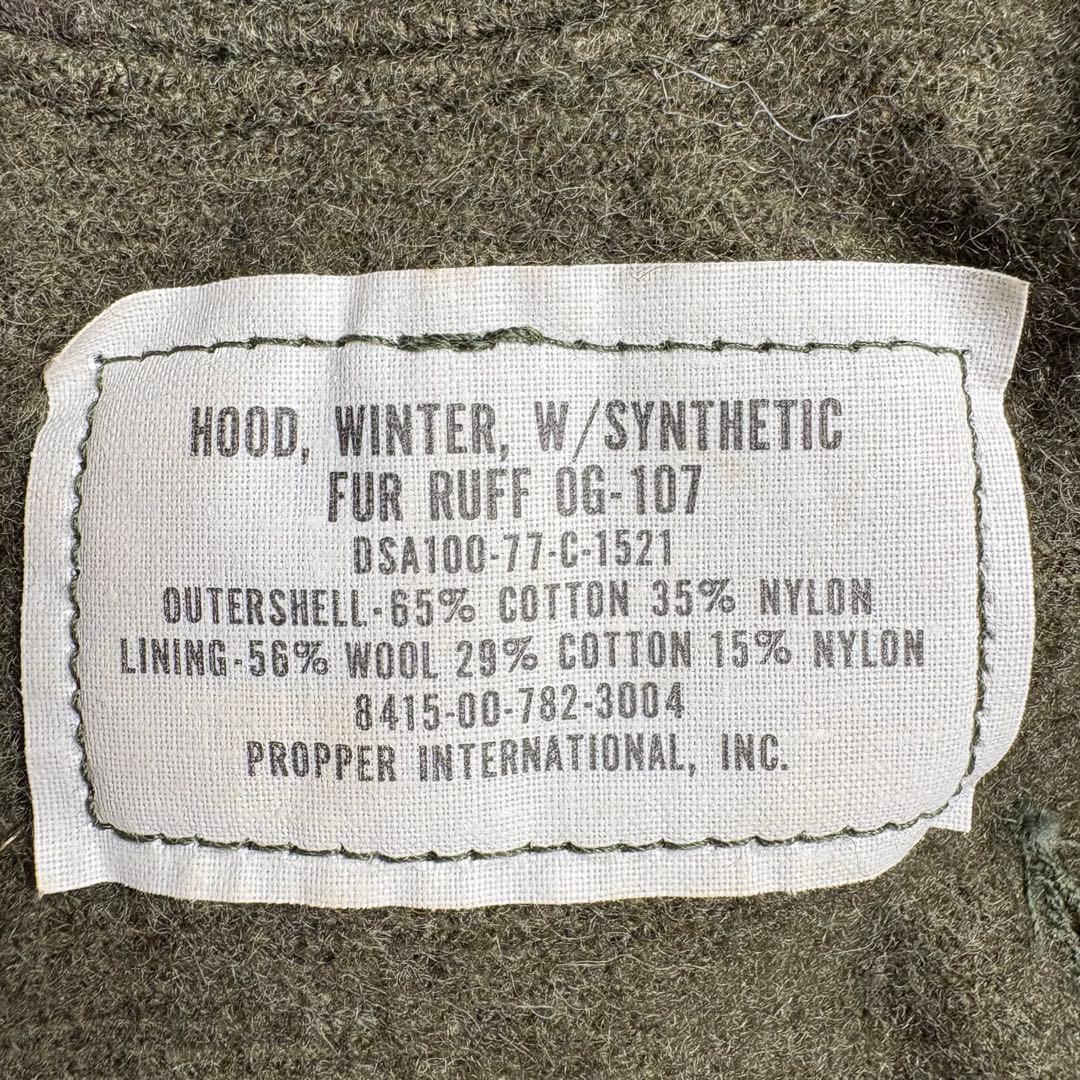 HOOD, WINTER, W/SYNTHETIC
FUR RUFF OG-107
DSA100-77-C-1521
OUTERSHELL-65% COTTON 35% NYLON
LINING-56% WOOL 29% COTTON 15% NYLON
8415-00-782-3004
PROPPER INTERNATIONAL, INC.